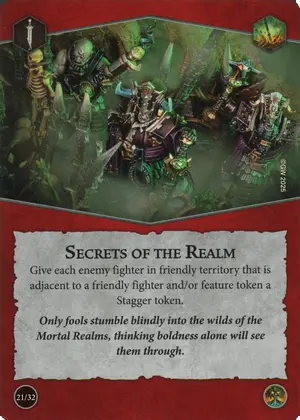 ©GW 2025
Secrets of the Realm
Give each enemy fighter in friendly territory that is
adjacent to a friendly fighter and/or feature token a
Stagger token.
Only fools stumble blindly into the wilds of the
Mortal Realms, thinking boldness alone will see
them through.
21/32